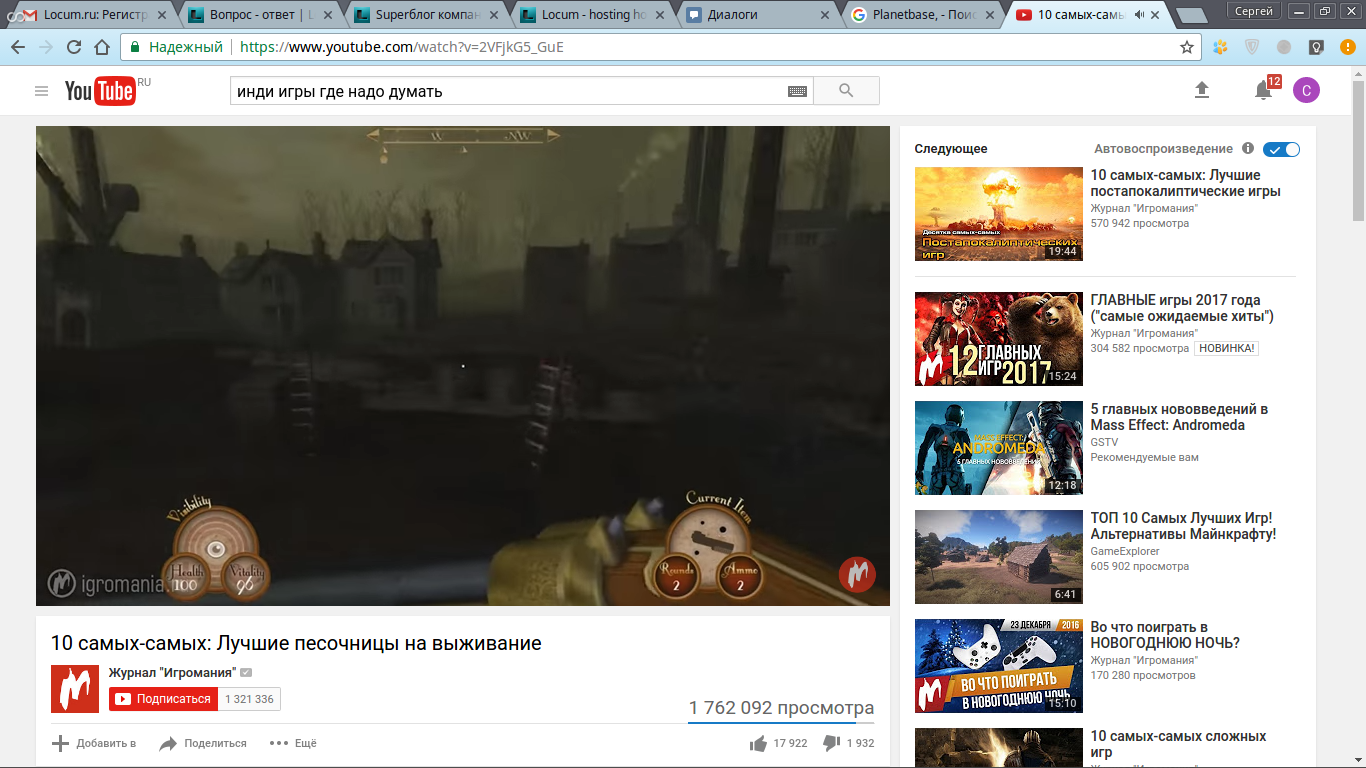 Locum.ru: Регистр
Вопрос - ответ | L
Superблог компан
Locum - hosting ho
Диалоги
Planetbase, - Пои
10 самых-самы
Сергей
Надежный
https://www.youtube.com/watch?v=2VFjkG5_GuE
YouTube RU
инди игры где надо думать
12
C
W NW
Visibility
Health
100
Vitality
96
Current Item
Rounds
2
Ammo
2
igromania.
10 самых-самых: Лучшие песочницы на выживание
Журнал "Игромания"
Подписаться
1 321 336
1 762 092 просмотра
Добавить в
Поделиться
Ещё
17 922
1 932
Следующее
Автовоспроизведение
Десятка самых-самых
Постапокалиптических
игр
19:44
10 самых-самых: Лучшие
постапокалиптические игры
Журнал "Игромания"
570 942 просмотра
12 ГЛАВНЫХ
ИГР 2017
15:24
ГЛАВНЫЕ игры 2017 года
("самые ожидаемые хиты")
Журнал "Игромания"
304 582 просмотра НОВИНКА!
MASS EFFECT:
ANDROMEDA
5 ГЛАВНЫХ НОВОВВЕДЕНИЙ
12:18
5 главных нововведений в
Mass Effect: Andromeda
GSTV
Рекомендуемые вам
6:41
ТОП 10 Самых Лучших Игр!
Альтернативы Майнкрафту!
GameExplorer
605 902 просмотра
23 ДЕКАБРЯ 2016
ВО ЧТО ПОИГРАТЬ
В НОВОГОДНЮЮ НОЧЬ
15:10
Во что поиграть в
НОВОГОДНЮЮ НОЧЬ?
Журнал "Игромания"
170 280 просмотров
10 самых-самых сложных
игр